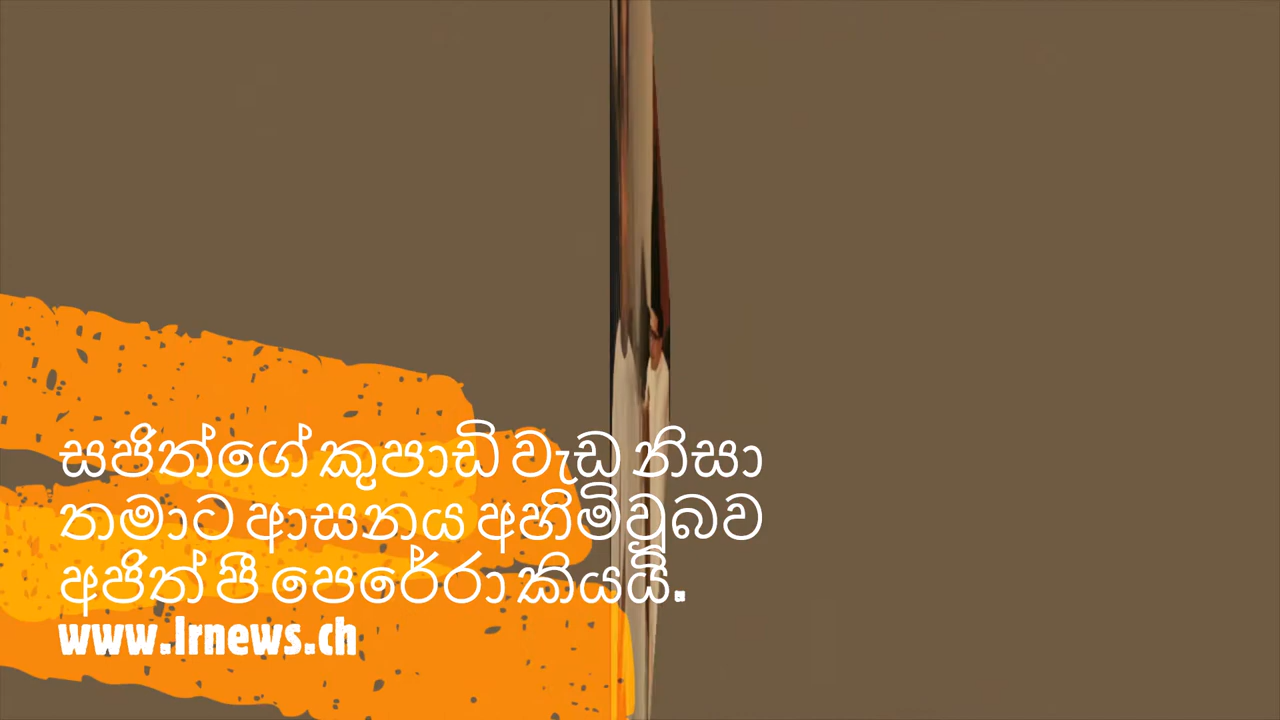 සජිත්ගේ කුපාඩි වැඩ නිසා
තමාට ආසනය අහිමිවූබව
අජිත් පී පෙරේරා කියයි.
www.lrnews.ch